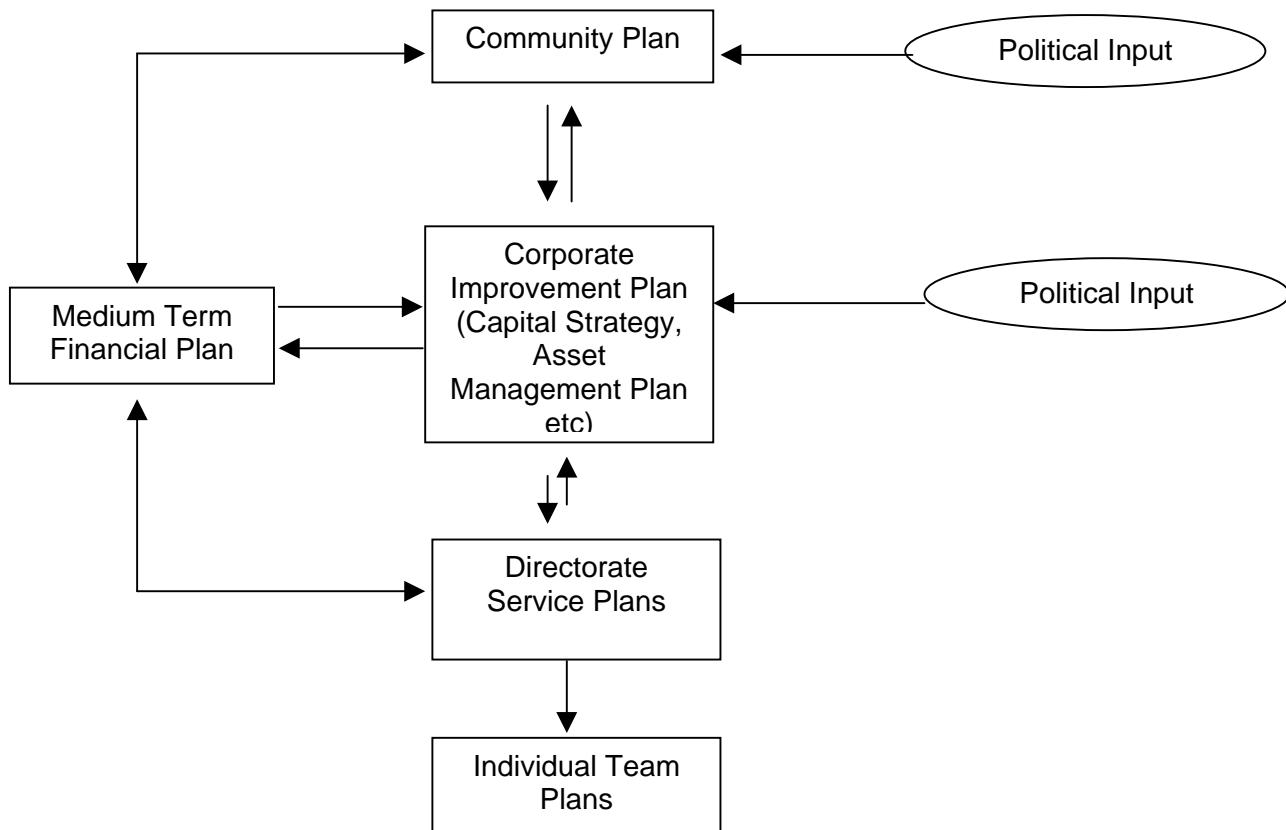 Community Plan
Political Input
Corporate
Improvement Plan
(Capital Strategy,
Asset
Management Plan
etc)
Political Input
Medium Term
Financial Plan
Directorate
Service Plans
Individual Team
Plans